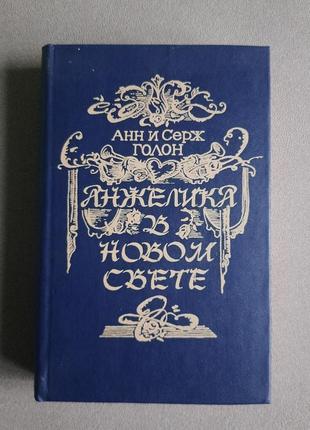 Анн и Серж
Голон
Анжелика
в
Новом
Свете